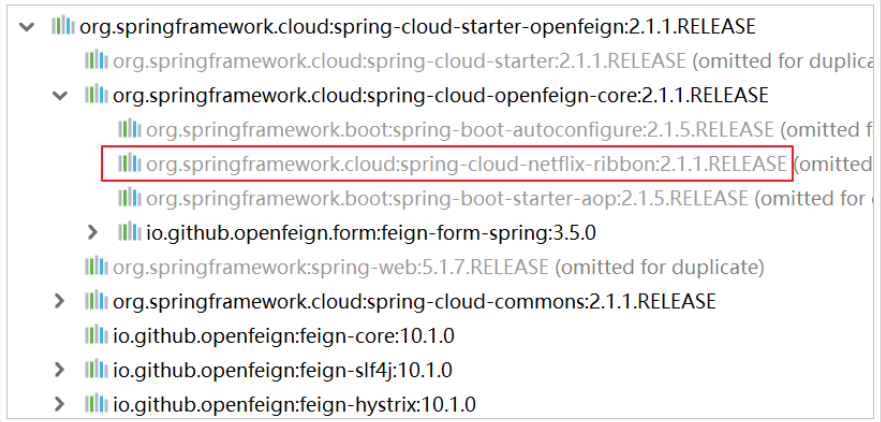 org.springframework.cloud:spring-cloud-starter-openfeign:2.1.1.RELEASE
org.springframework.cloud:spring-cloud-starter:2.1.1.RELEASE (omitted for duplica
org.springframework.cloud:spring-cloud-openfeign-core:2.1.1.RELEASE
org.springframework.boot:spring-boot-autoconfigure:2.1.5.RELEASE (omitted f
org.springframework.cloud:spring-cloud-netflix-ribbon:2.1.1.RELEASE (omitted
org.springframework.boot:spring-boot-starter-aop:2.1.5.RELEASE (omitted for
io.github.openfeign.form:feign-form-spring:3.5.0
org.springframework:spring-web:5.1.7.RELEASE (omitted for duplicate)
org.springframework.cloud:spring-cloud-commons:2.1.1.RELEASE
io.github.openfeign:feign-core:10.1.0
io.github.openfeign:feign-slf4j:10.1.0
io.github.openfeign:feign-hystrix:10.1.0